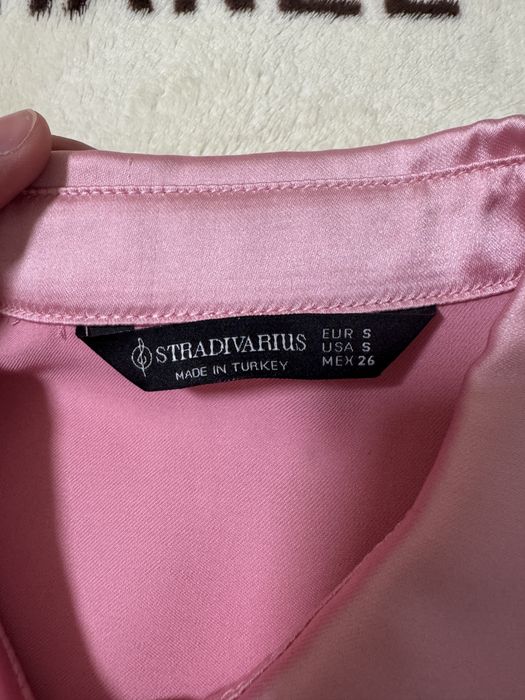 STRADIVARIUS
MADE IN TURKEY
EUR S
USA S
MEX 26